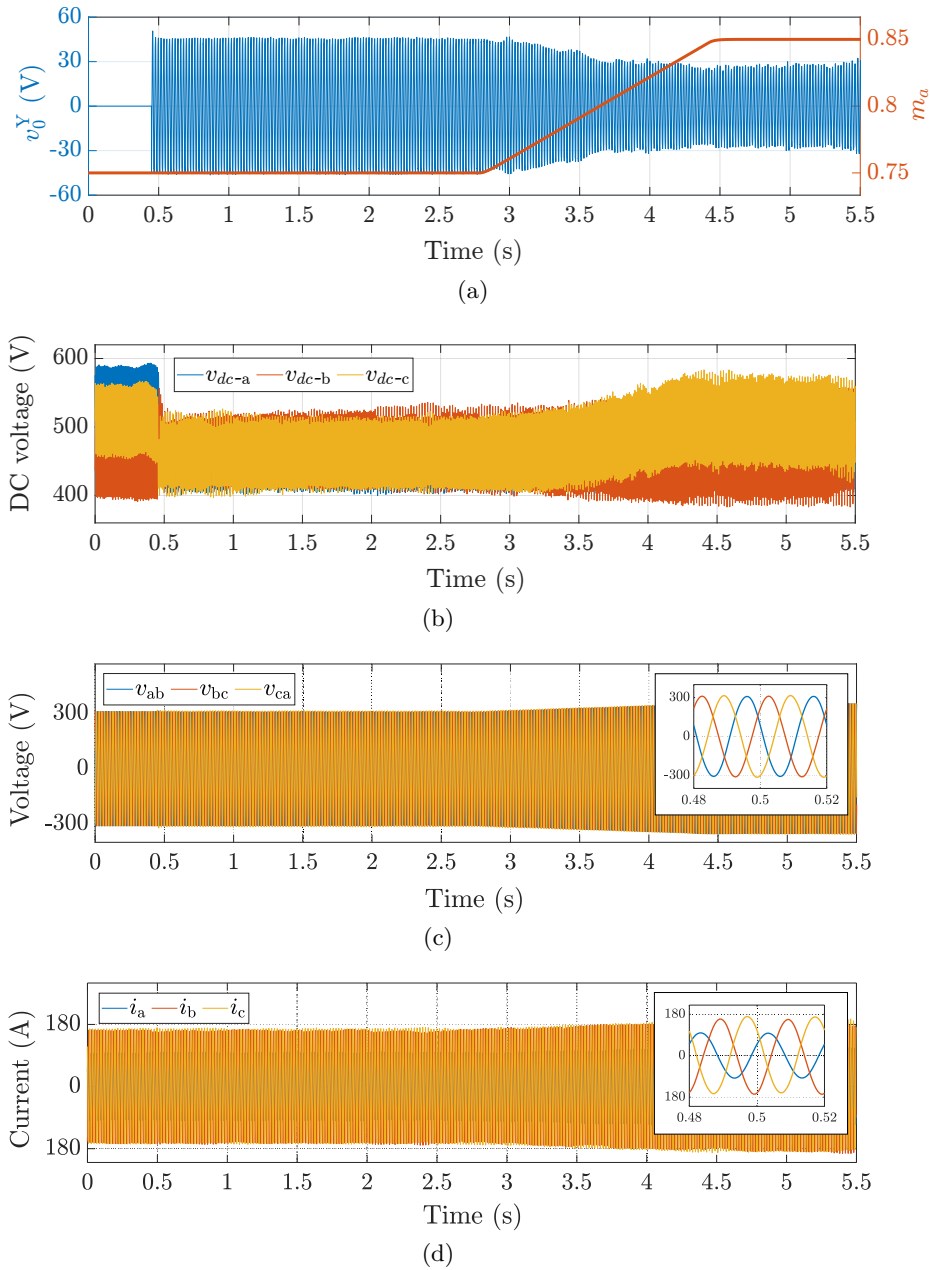 60
30
0
-30
-60
v₀ʸ (V)
0.85
0.8
0.75
mₐ
0 0.5 1 1.5 2 2.5 3 3.5 4 4.5 5 5.5
Time (s)
(a)
DC voltage (V)
600
500
400
v_dc-a v_dc-b v_dc-c
0 0.5 1 1.5 2 2.5 3 3.5 4 4.5 5 5.5
Time (s)
(b)
Voltage (V)
300
0
-300
v_ab v_bc v_ca
300
0
-300
0.48 0.5 0.52
0 0.5 1 1.5 2 2.5 3 3.5 4 4.5 5 5.5
Time (s)
(c)
Current (A)
180
0
180
i_a i_b i_c
180
0
180
0.48 0.5 0.52
0 0.5 1 1.5 2 2.5 3 3.5 4 4.5 5 5.5
Time (s)
(d)